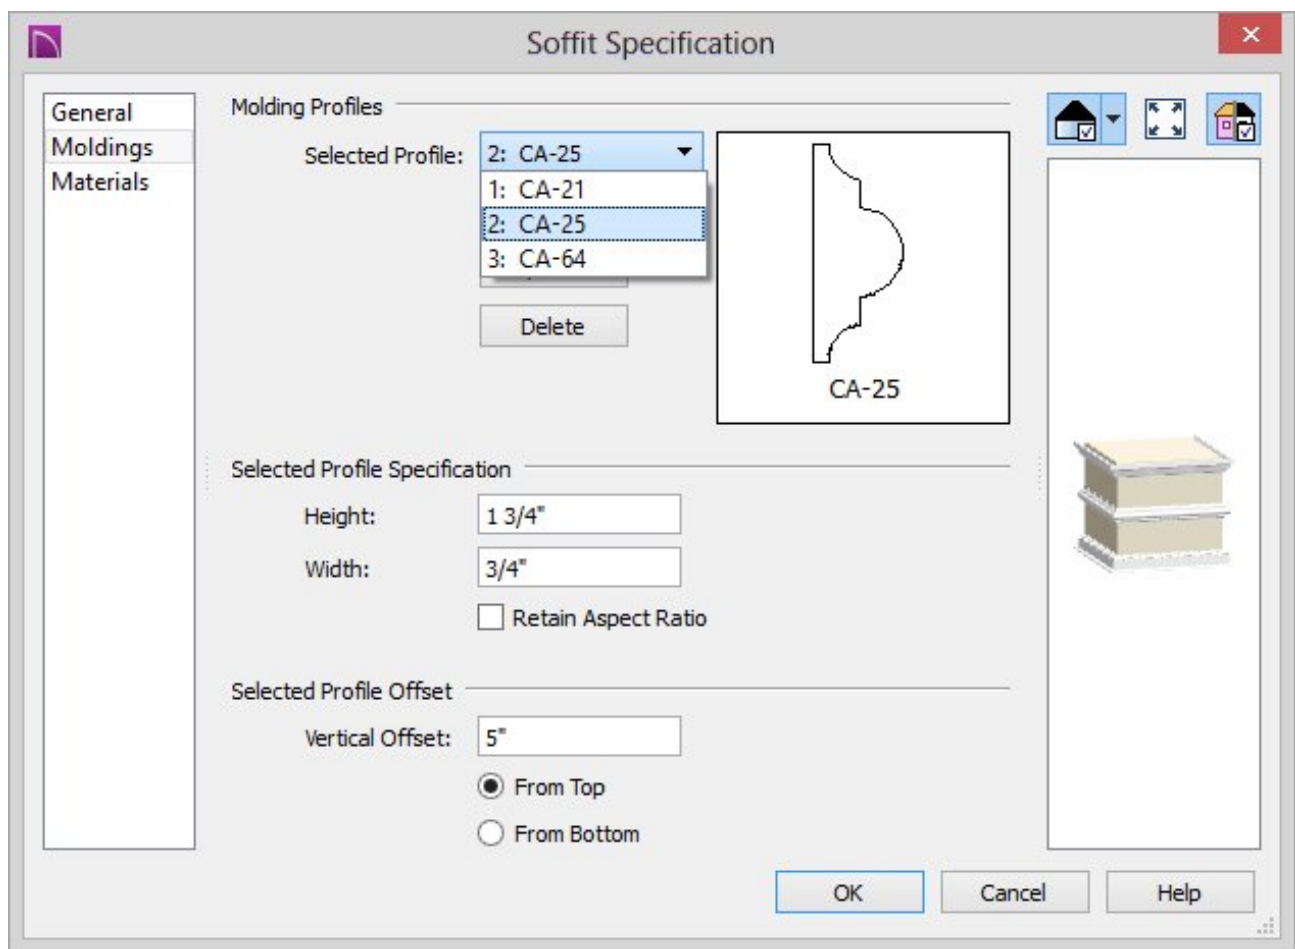 Soffit Specification
General
Moldings
Materials
Molding Profiles
Selected Profile: 2: CA-25
1: CA-21
2: CA-25
3: CA-64
Delete
CA-25
Selected Profile Specification
Height: 1 3/4"
Width: 3/4"
Retain Aspect Ratio
Selected Profile Offset
Vertical Offset: 5"
From Top
From Bottom
OK Cancel Help